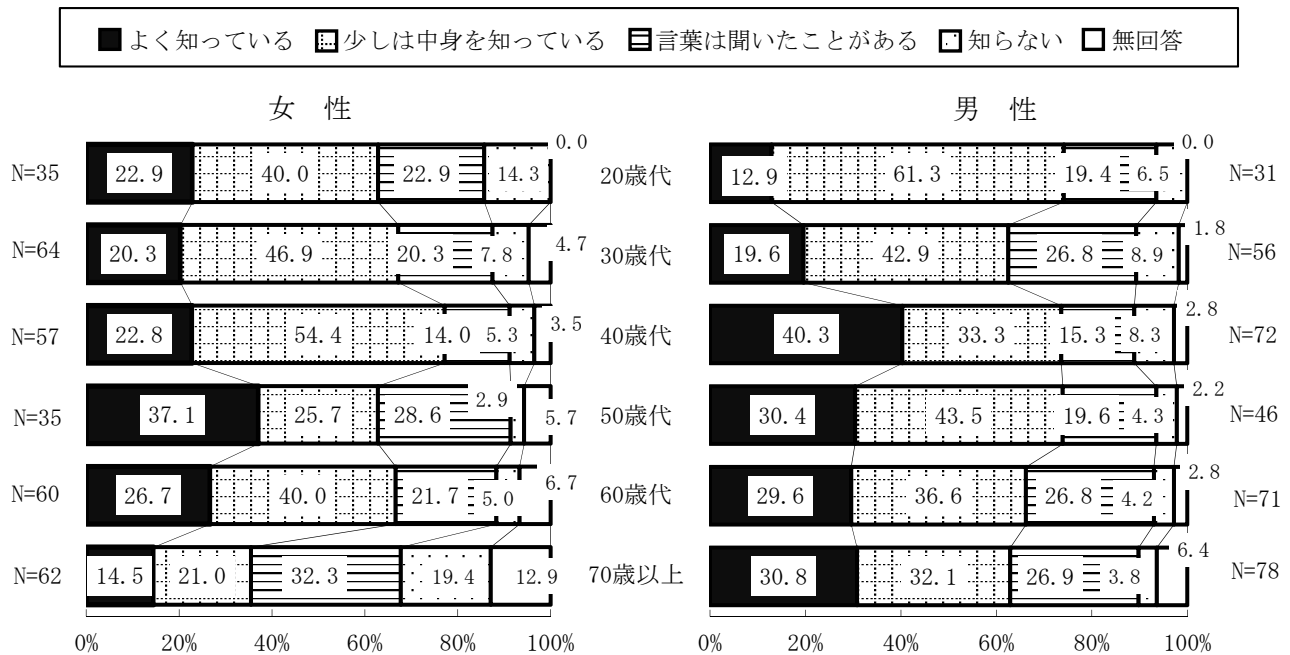 よく知っている 少しは中身を知っている 言葉は聞いたことがある 知らない 無回答
女 性 男 性
N=35 22.9 40.0 22.9 14.3 0.0 20歳代 12.9 61.3 19.4 6.5 0.0 N=31
N=64 20.3 46.9 20.3 7.8 4.7 30歳代 19.6 42.9 26.8 8.9 1.8 N=56
N=57 22.8 54.4 14.0 5.3 3.5 40歳代 40.3 33.3 15.3 8.3 2.8 N=72
N=35 37.1 25.7 28.6 2.9 5.7 50歳代 30.4 43.5 19.6 4.3 2.2 N=46
N=60 26.7 40.0 21.7 5.0 6.7 60歳代 29.6 36.6 26.8 4.2 2.8 N=71
N=62 14.5 21.0 32.3 19.4 12.9 70歳以上 30.8 32.1 26.9 3.8 6.4 N=78
0% 20% 40% 60% 80% 100% 0% 20% 40% 60% 80% 100%